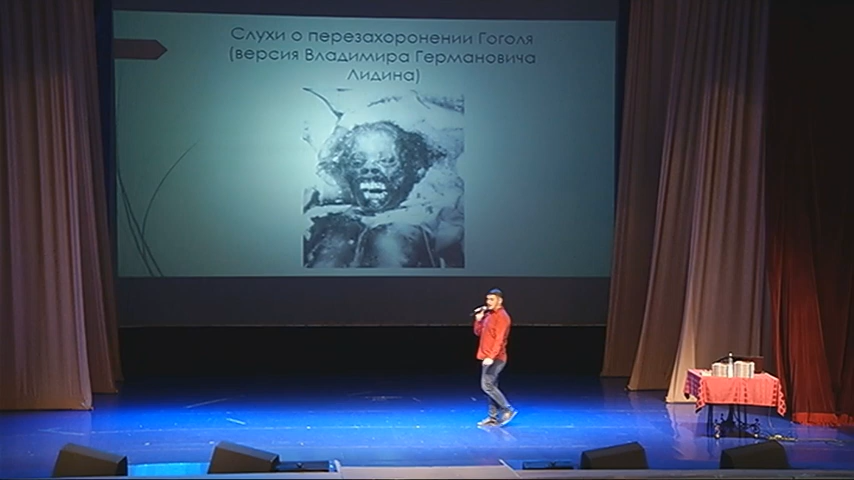 Слухи о перезахоронении Гоголя
(версия Владимира Германовича
Лидина)